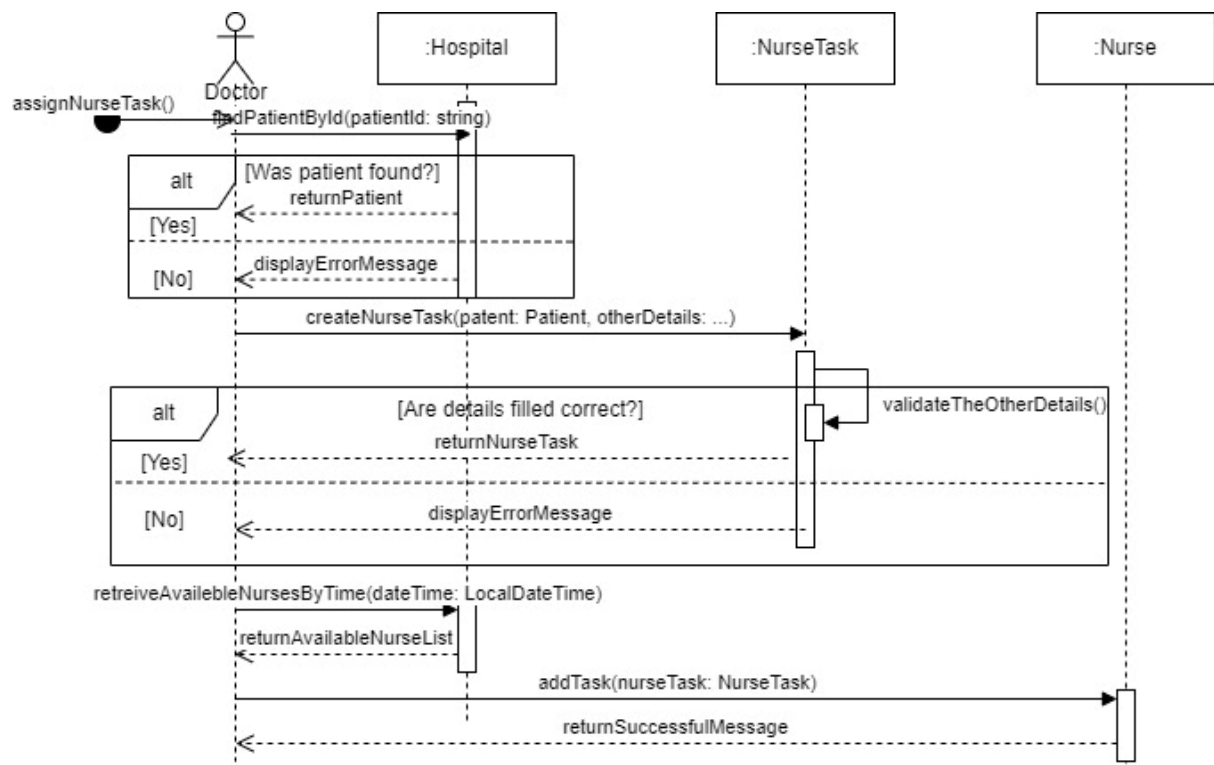 :Hospital
:NurseTask
:Nurse
Doctor
assignNurseTask()
findPatientById(patientId: string)
alt
[Was patient found?]
returnPatient
[Yes]
displayErrorMessage
[No]
createNurseTask(patent: Patient, otherDetails: ...)
alt
[Are details filled correct?]
validateTheOtherDetails()
returnNurseTask
[Yes]
displayErrorMessage
[No]
retreiveAvailebleNursesByTime(dateTime: LocalDateTime)
returnAvailableNurseList
addTask(nurseTask: NurseTask)
returnSuccessfulMessage